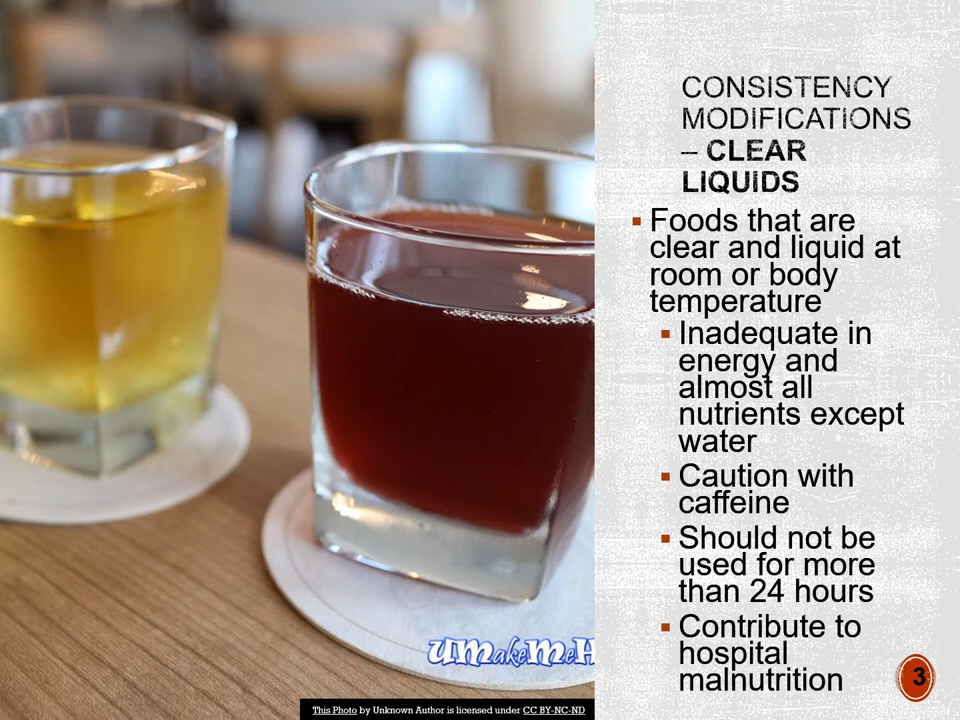 CONSISTENCY
MODIFICATIONS
– CLEAR
LIQUIDS
▪ Foods that are
clear and liquid at
room or body
temperature
▪ Inadequate in
energy and
almost all
nutrients except
water
▪ Caution with
caffeine
▪ Should not be
used for more
than 24 hours
▪ Contribute to
hospital
malnutrition
3
UMakeMeH
This Photo by Unknown Author is licensed under CC BY-NC-ND